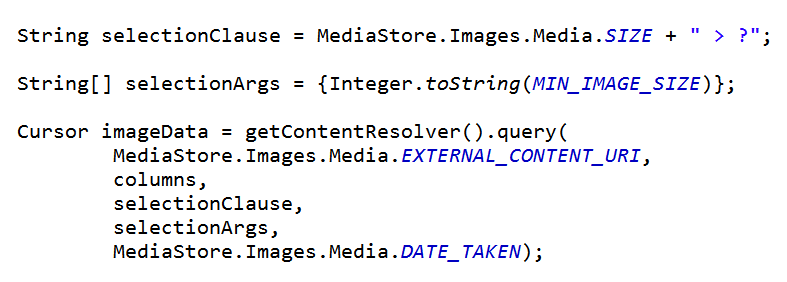 String selectionClause = MediaStore.Images.Media.SIZE + " > ?";
String[] selectionArgs = {Integer.toString(MIN_IMAGE_SIZE)};
Cursor imageData = getContentResolver().query(
MediaStore.Images.Media.EXTERNAL_CONTENT_URI,
columns,
selectionClause,
selectionArgs,
MediaStore.Images.Media.DATE_TAKEN);